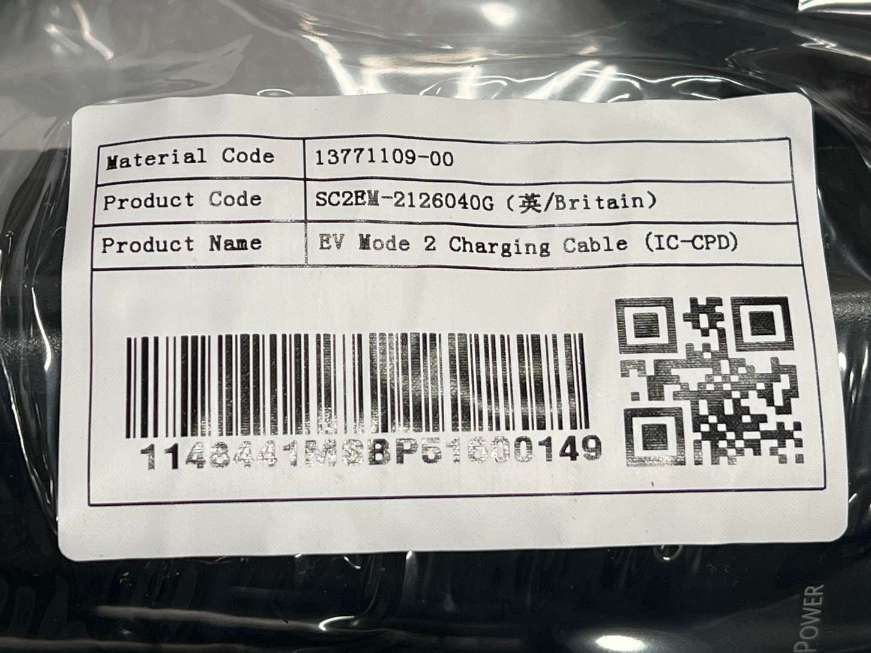 Material Code 13771109-00
Product Code SC2EM-2126040G (英/Britain)
Product Name EV Mode 2 Charging Cable (IC-CPD)
1148441MSBP51600149
POWER